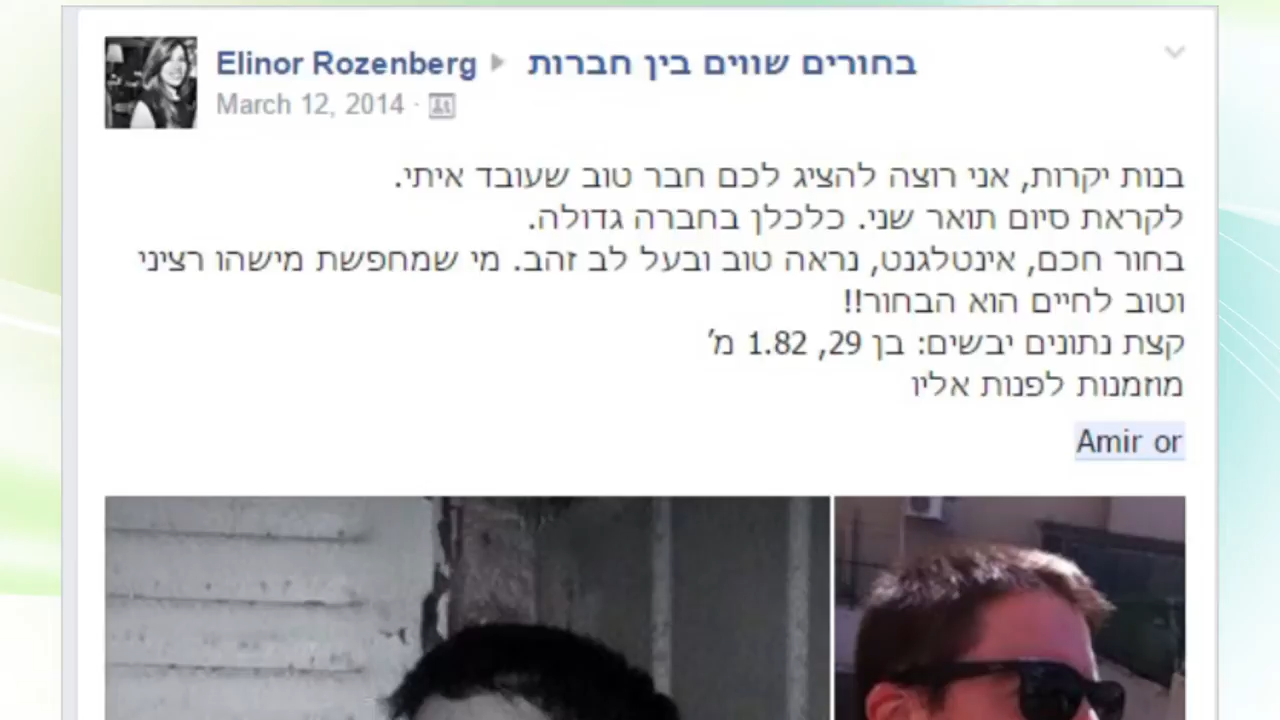 Elinor Rozenberg ▸ בחורים שווים בין חברות
March 12, 2014 ·
בנות יקרות, אני רוצה להציג לכם חבר טוב שעובד איתי.
לקראת סיום תואר שני. כלכלן בחברה גדולה.
בחור חכם, אינטלגנט, נראה טוב ובעל לב זהב. מי שמחפשת מישהו רציני
וטוב לחיים הוא הבחור!!
קצת נתונים יבשים: בן 29, 1.82 מ'
מוזמנות לפנות אליו
Amir or